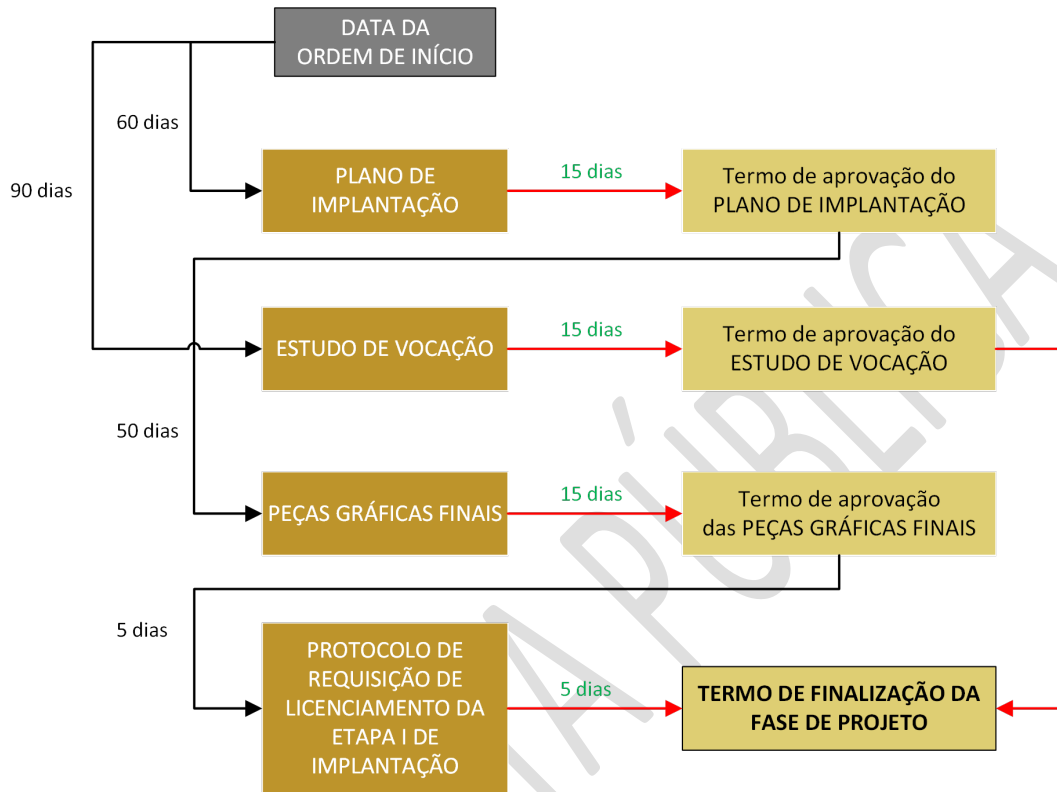 DATA DA
ORDEM DE INÍCIO
60 dias
90 dias
PLANO DE
IMPLANTAÇÃO
15 dias
Termo de aprovação do
PLANO DE IMPLANTAÇÃO
ESTUDO DE VOCAÇÃO
15 dias
Termo de aprovação do
ESTUDO DE VOCAÇÃO
50 dias
PEÇAS GRÁFICAS FINAIS
15 dias
Termo de aprovação
das PEÇAS GRÁFICAS FINAIS
5 dias
PROTOCOLO DE
REQUISIÇÃO DE
LICENCIAMENTO DA
ETAPA I DE
IMPLANTAÇÃO
5 dias
TERMO DE FINALIZAÇÃO DA
FASE DE PROJETO
PÚBLICA